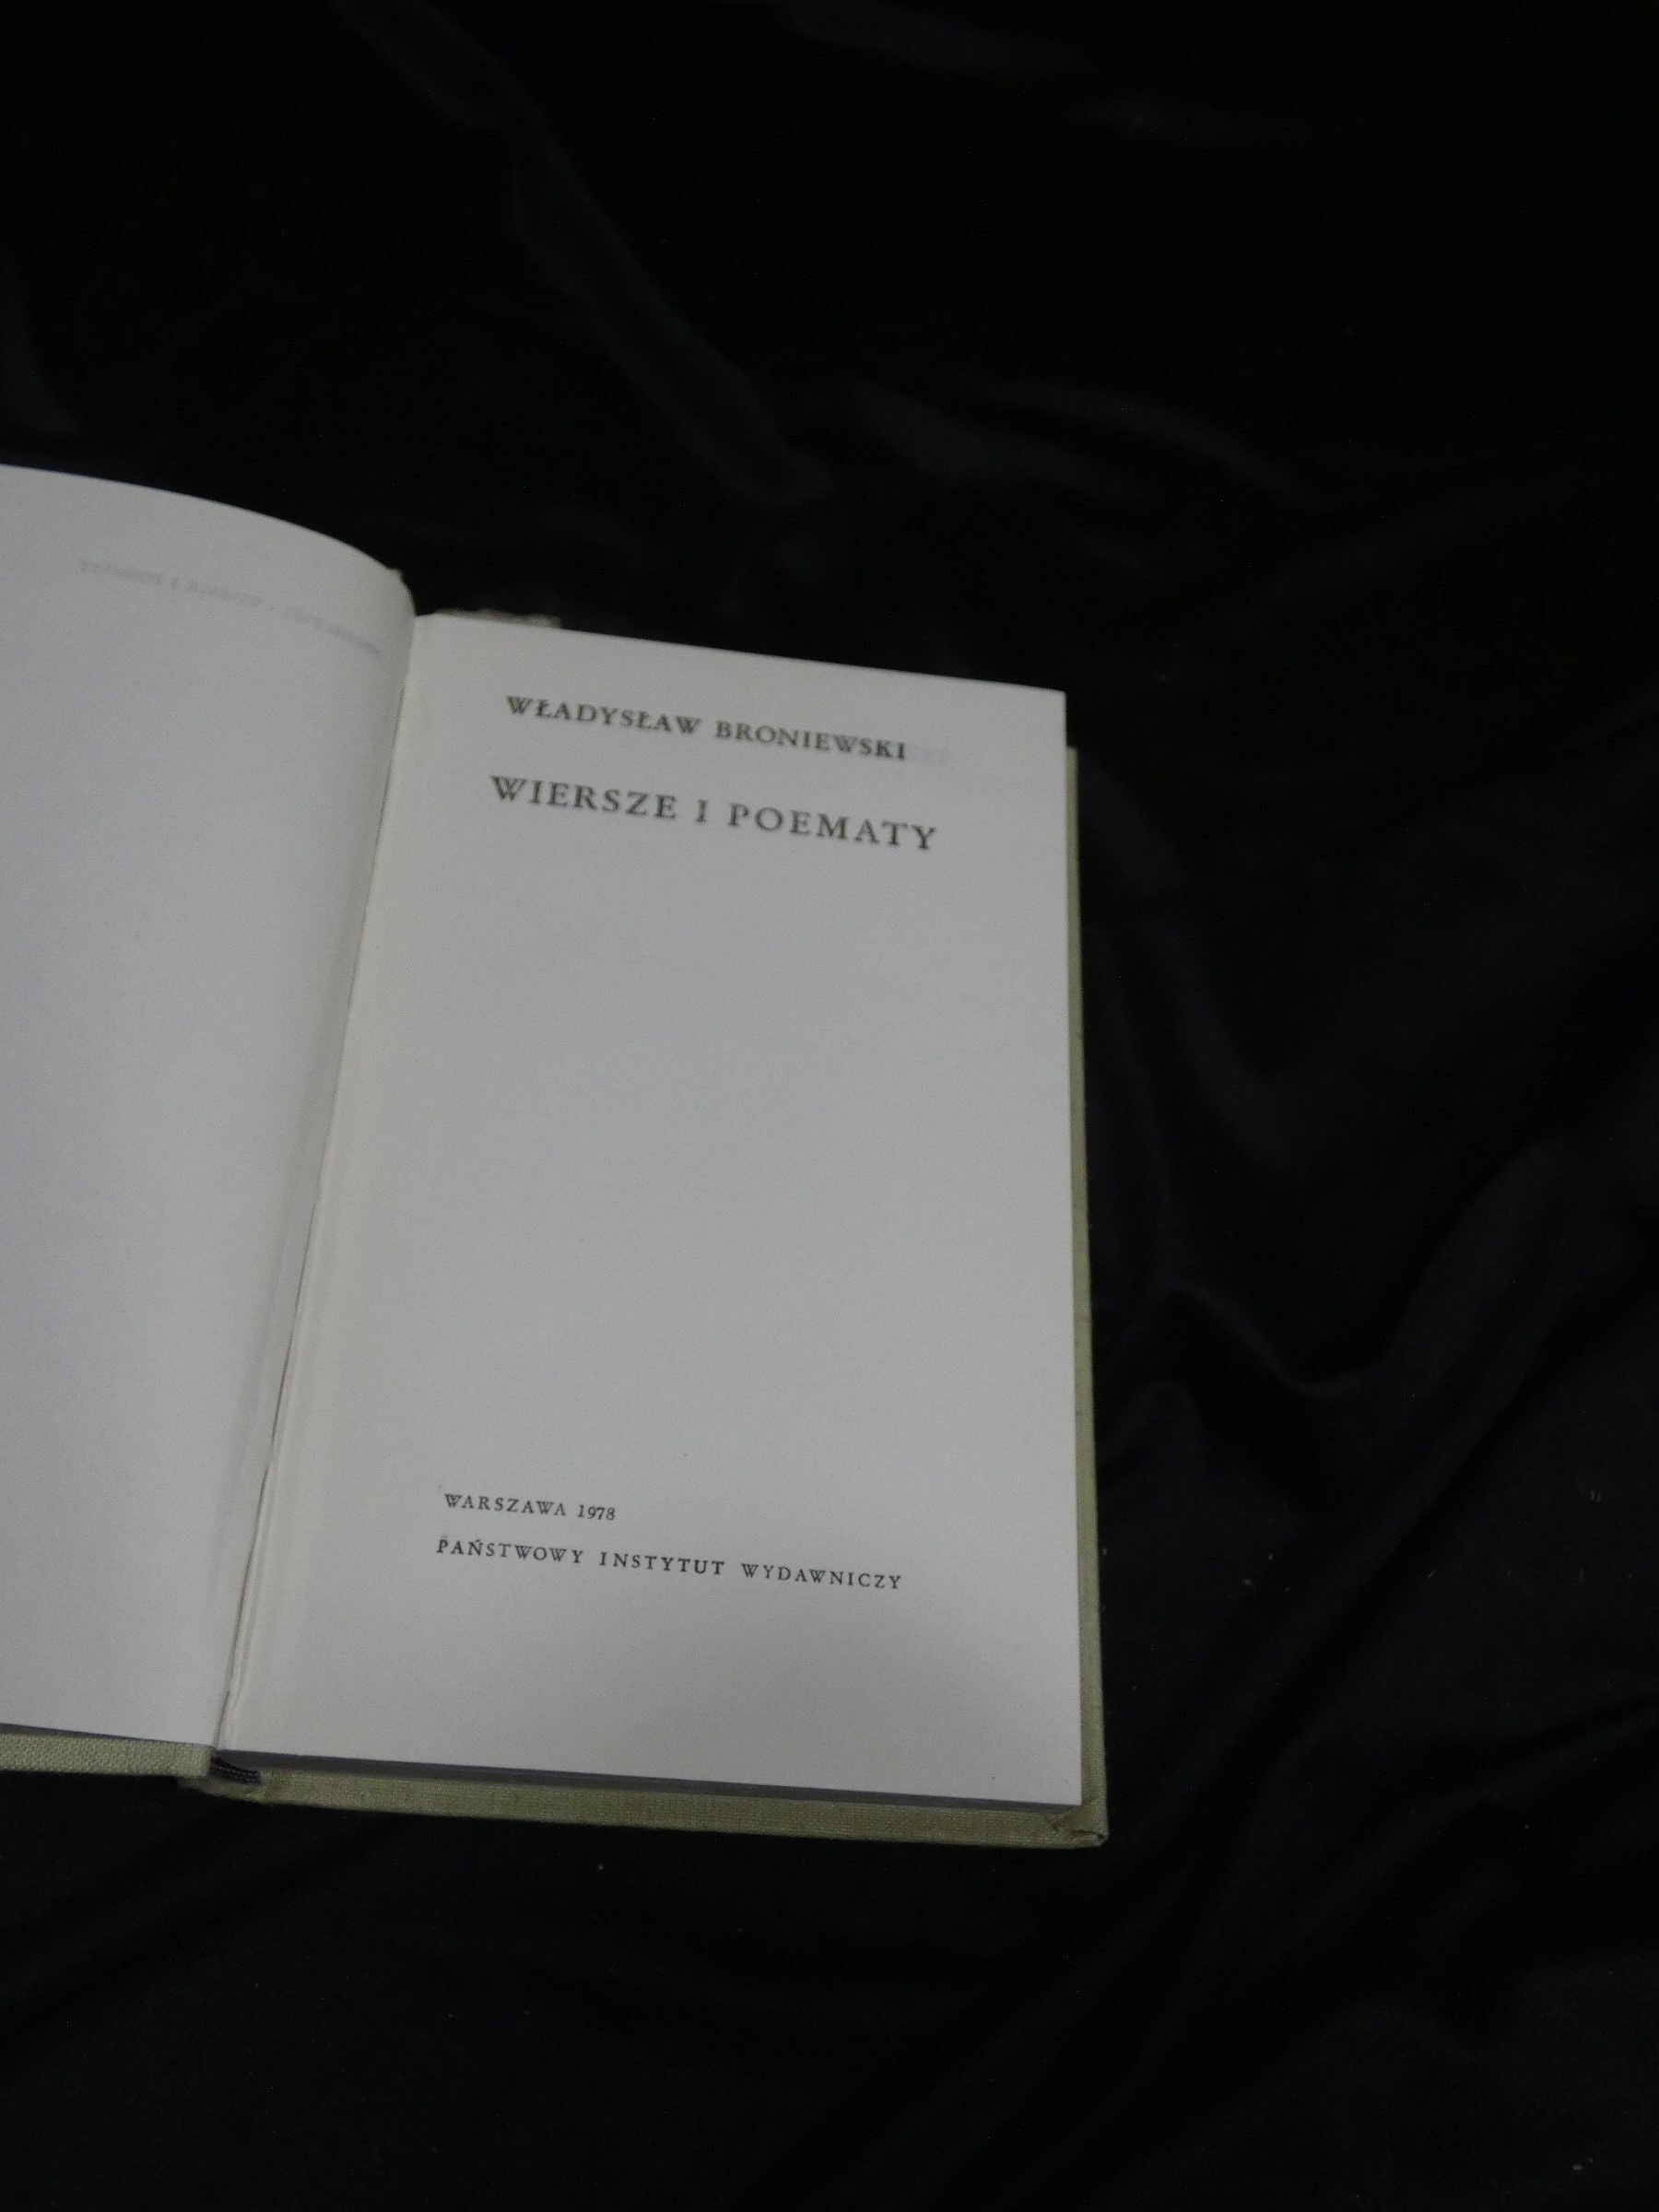 WŁADYSŁAW BRONIEWSKI
WIERSZE I POEMATY
WARSZAWA 1978
PAŃSTWOWY INSTYTUT WYDAWNICZY